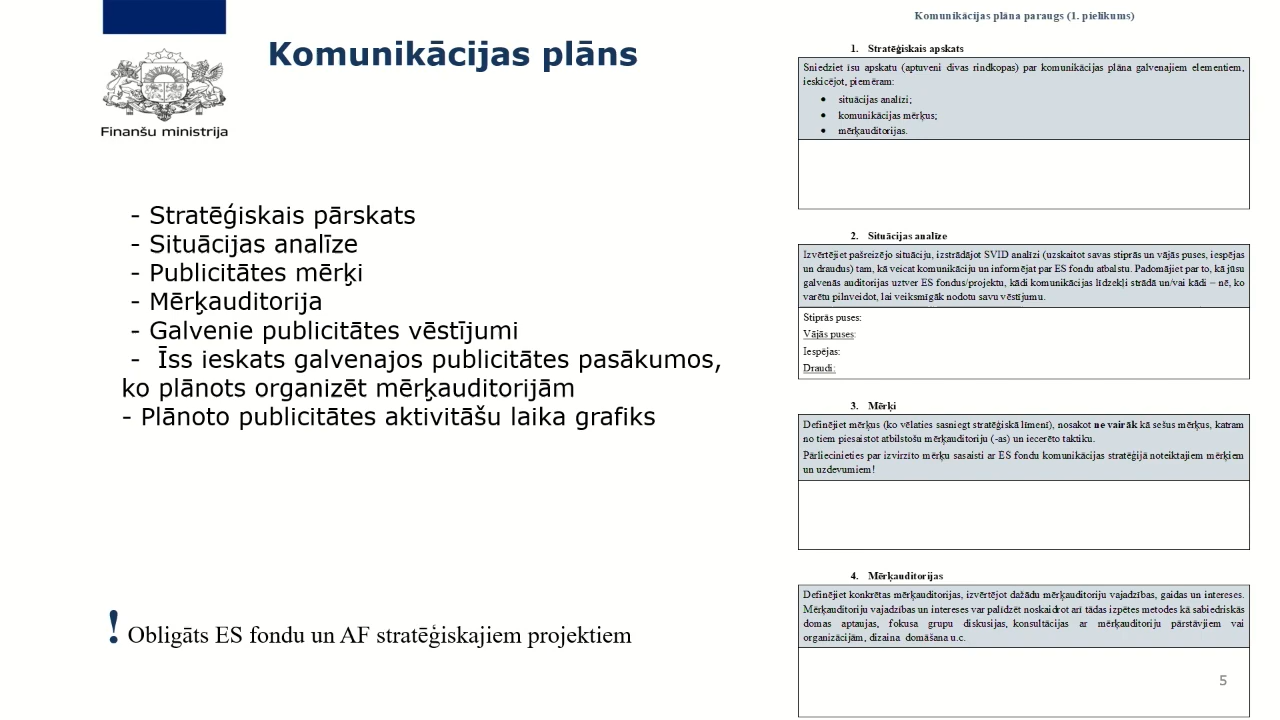 Finanšu ministrija
Komunikācijas plāns
- Stratēģiskais pārskats
- Situācijas analīze
- Publicitātes mērķi
- Mērķauditorija
- Galvenie publicitātes vēstījumi
- Īss ieskats galvenajos publicitātes pasākumos,
ko plānots organizēt mērķauditorijām
- Plānoto publicitātes aktivitāšu laika grafiks
! Obligāts ES fondu un AF stratēģiskajiem projektiem
Komunikācijas plāna paraugs (1. pielikums)
1. Stratēģiskais apskats
Sniedziet īsu apskatu (aptuveni divas rindkopas) par komunikācijas plāna galvenajiem elementiem,
ieskicējot, piemēram:
• situācijas analīzi;
• komunikācijas mērķus;
• mērķauditorijas.
2. Situācijas analīze
Izvērtējiet pašreizējo situāciju, izstrādājot SVID analīzi (uzskaitot savas stiprās un vājās puses, iespējas
un draudus) tam, kā veicat komunikāciju un informējat par ES fondu atbalstu. Padomājiet par to, kā jūsu
galvenās auditorijas uztver ES fondus/projektu, kādi komunikācijas līdzekļi strādā un/vai kādi – nē, ko
varētu pilnveidot, lai veiksmīgāk nodotu savu vēstījumu.
Stiprās puses:
Vājās puses:
Iespējas:
Draudi:
3. Mērķi
Definējiet mērķus (ko vēlaties sasniegt stratēģiskā līmenī), nosakot ne vairāk kā sešus mērķus, katram
no tiem piesaistot atbilstošu mērķauditoriju (-as) un iecerēto taktiku.
Pārliecinieties par izvirzīto mērķu sasaisti ar ES fondu komunikācijas stratēģijā noteiktajiem mērķiem
un uzdevumiem!
4. Mērķauditorijas
Definējiet konkrētas mērķauditorijas, izvērtējot dažādu mērķauditoriju vajadzības, gaidas un intereses.
Mērķauditoriju vajadzības un intereses var palīdzēt noskaidrot arī tādas izpētes metodes kā sabiedriskās
domas aptaujas, fokusa grupu diskusijas, konsultācijas ar mērķauditoriju pārstāvjiem vai
organizācijām, dizaina domāšana u.c.
5